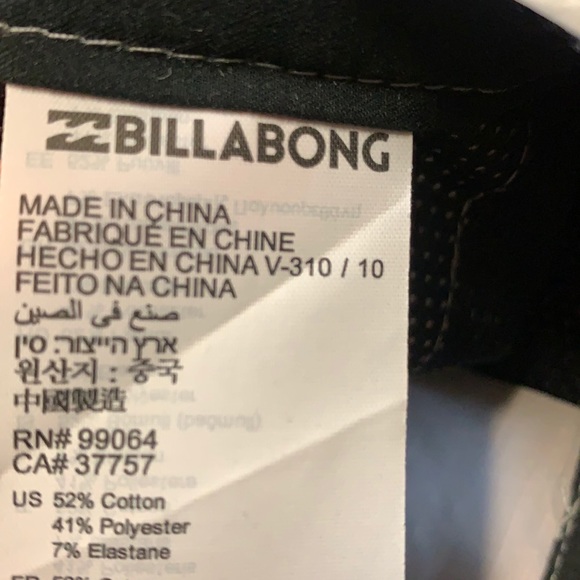 BILLABONG
MADE IN CHINA
FABRIQUÉ EN CHINE
HECHO EN CHINA V-310 / 10
FEITO NA CHINA
صنع في الصين
ארץ הייצור: סין
원산지 : 중국
中國製造
RN# 99064
CA# 37757
US 52% Cotton
41% Polyester
7% Elastane